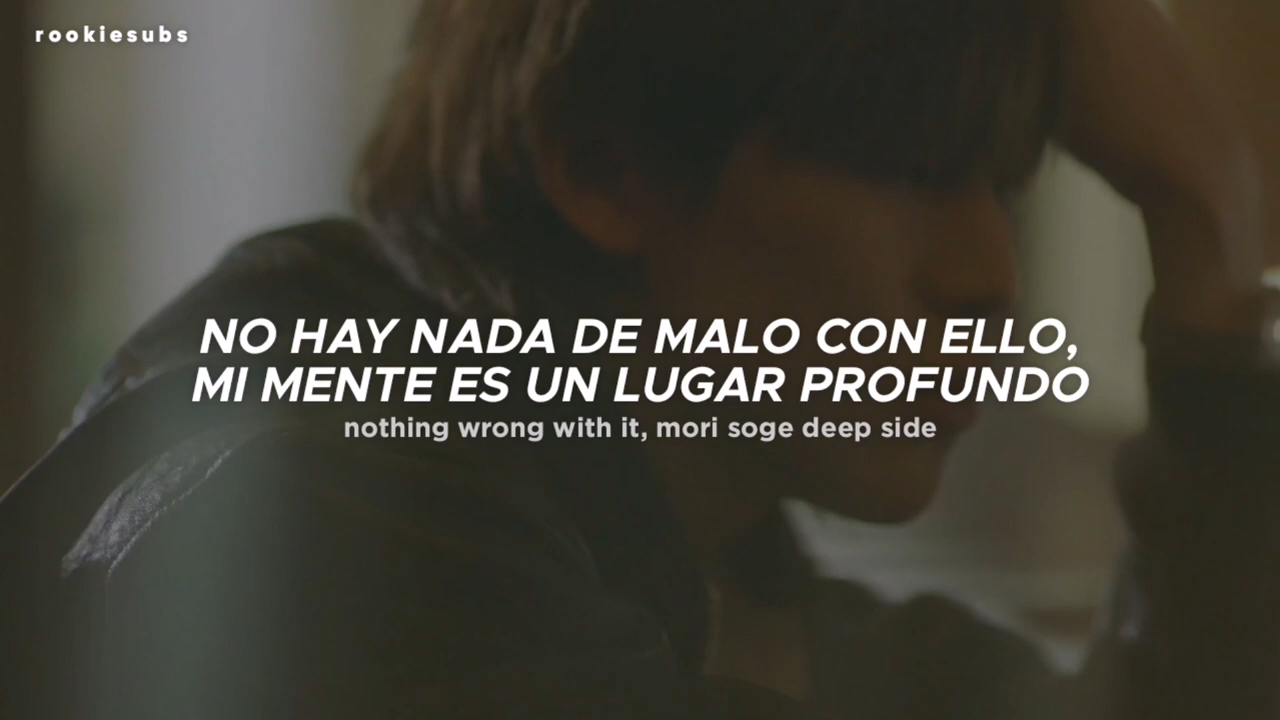 rookiesubs
NO HAY NADA DE MALO CON ELLO,
MI MENTE ES UN LUGAR PROFUNDO
nothing wrong with it, mori soge deep side